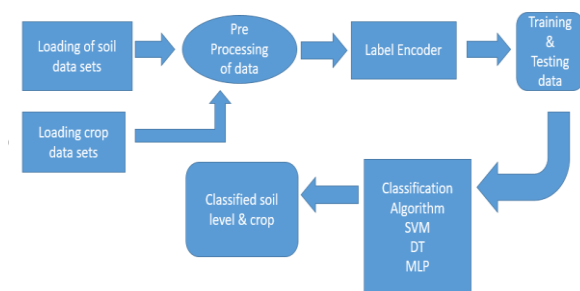 Loading of soil
data sets
Pre
Processing
of data
Label Encoder
Training
&
Testing
data
Loading crop
data sets
Classified soil
level & crop
Classification
Algorithm
SVM
DT
MLP